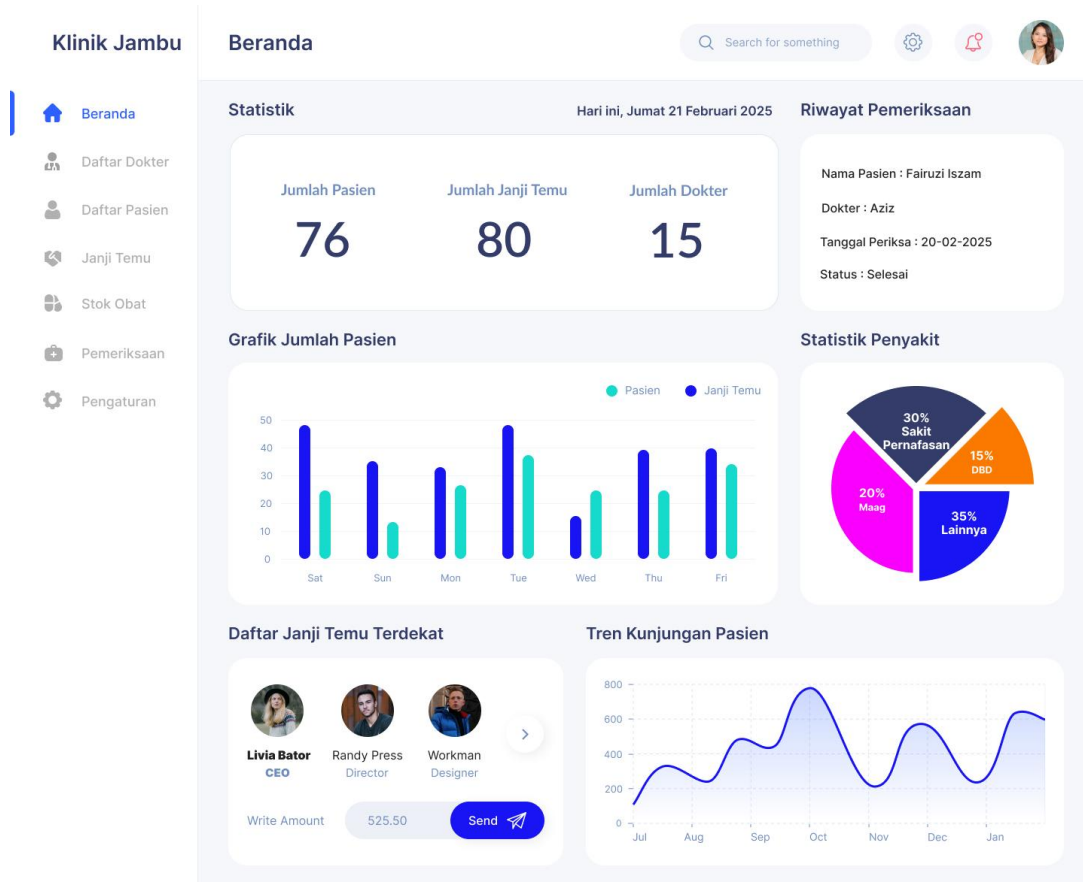 Klinik Jambu
Beranda
Search for something
Beranda
Daftar Dokter
Daftar Pasien
Janji Temu
Stok Obat
Pemeriksaan
Pengaturan
Statistik
Hari ini, Jumat 21 Februari 2025
Jumlah Pasien
76
Jumlah Janji Temu
80
Jumlah Dokter
15
Riwayat Pemeriksaan
Nama Pasien : Fairuzi Iszam
Dokter : Aziz
Tanggal Periksa : 20-02-2025
Status : Selesai
Grafik Jumlah Pasien
Pasien
Janji Temu
50
40
30
20
10
0
Sat
Sun
Mon
Tue
Wed
Thu
Fri
Statistik Penyakit
30%
Sakit
Pernafasan
15%
DBD
20%
Maag
35%
Lainnya
Daftar Janji Temu Terdekat
Livia Bator
CEO
Randy Press
Director
Workman
Designer
Write Amount
525.50
Send
Tren Kunjungan Pasien
800
600
400
200
0
Jul
Aug
Sep
Oct
Nov
Dec
Jan